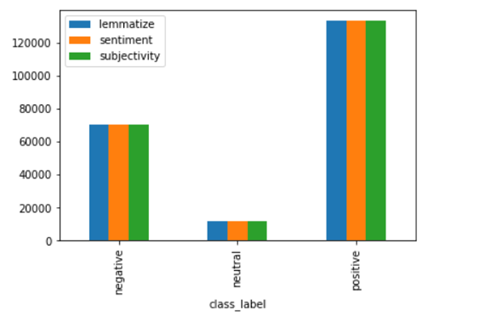 lemmatize
sentiment
subjectivity
120000
100000
80000
60000
40000
20000
0
negative
neutral
positive
class_label